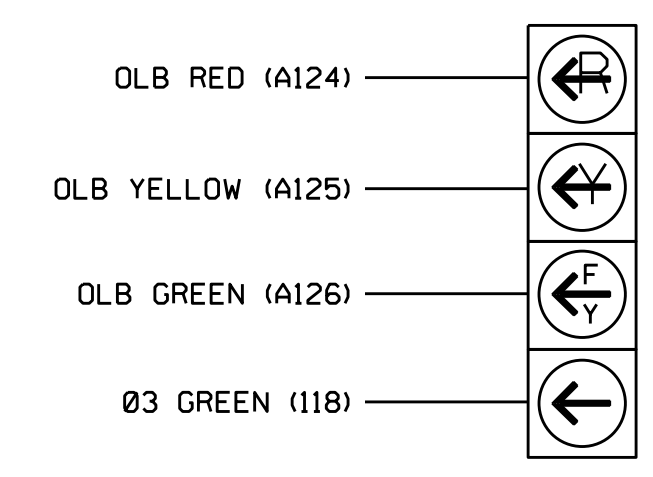 OLB RED (A124)
R
OLB YELLOW (A125)
Y
OLB GREEN (A126)
F
Y
Ø3 GREEN (118)